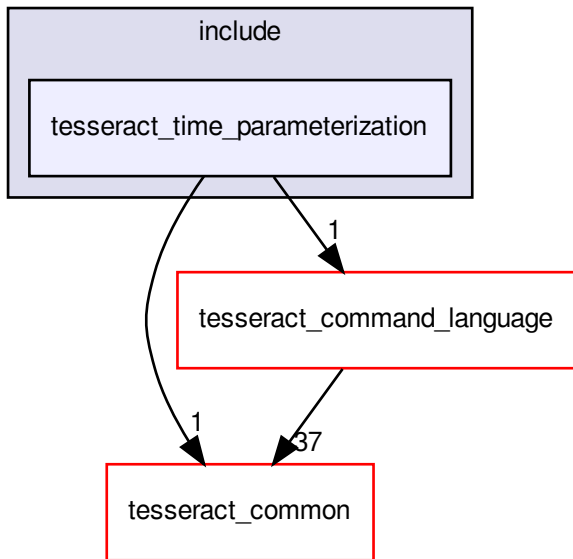 include
tesseract_time_parameterization
1
tesseract_command_language
1
37
tesseract_common